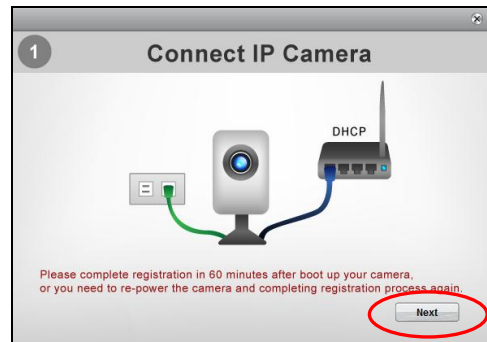 1
Connect IP Camera
DHCP
Please complete registration in 60 minutes after boot up your camera,
or you need to re-power the camera and completing registration process again.
Next